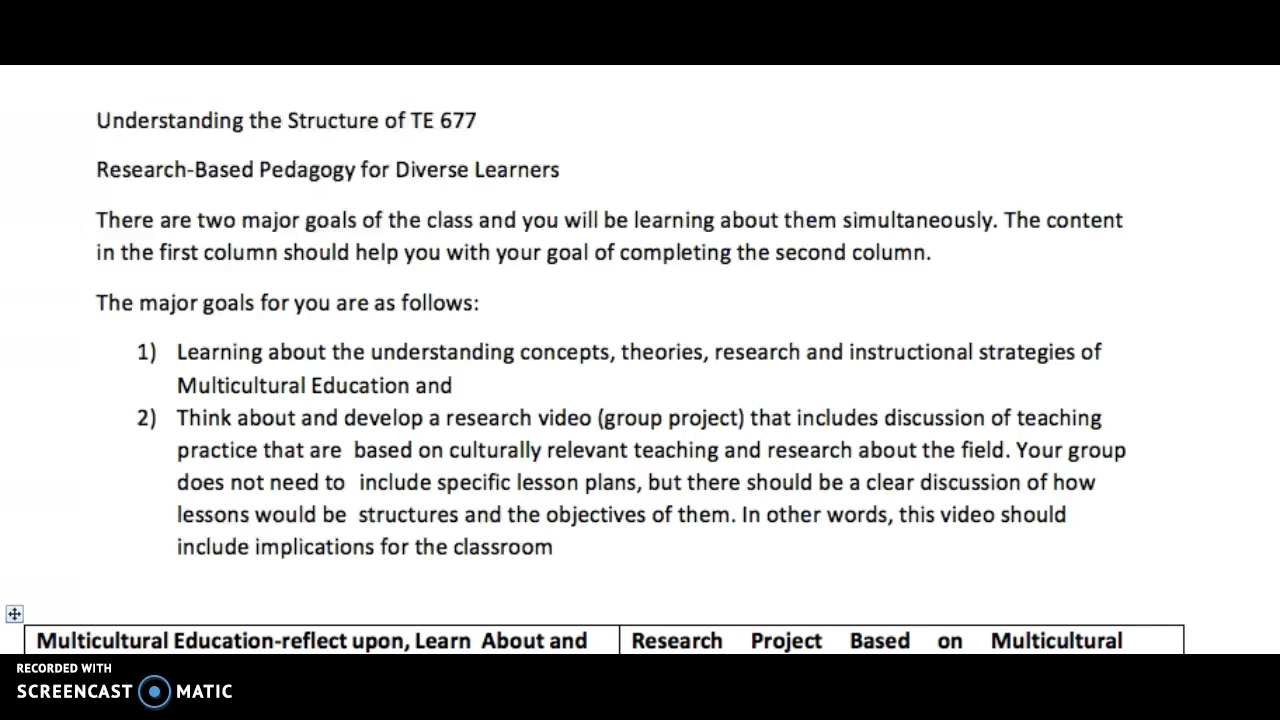 Understanding the Structure of TE 677
Research-Based Pedagogy for Diverse Learners
There are two major goals of the class and you will be learning about them simultaneously. The content
in the first column should help you with your goal of completing the second column.
The major goals for you are as follows:
1) Learning about the understanding concepts, theories, research and instructional strategies of
Multicultural Education and
2) Think about and develop a research video (group project) that includes discussion of teaching
practice that are based on culturally relevant teaching and research about the field. Your group
does not need to include specific lesson plans, but there should be a clear discussion of how
lessons would be structures and the objectives of them. In other words, this video should
include implications for the classroom
Multicultural Education-reflect upon, Learn About and
Research Project Based on Multicultural
RECORDED WITH
SCREENCAST MATIC